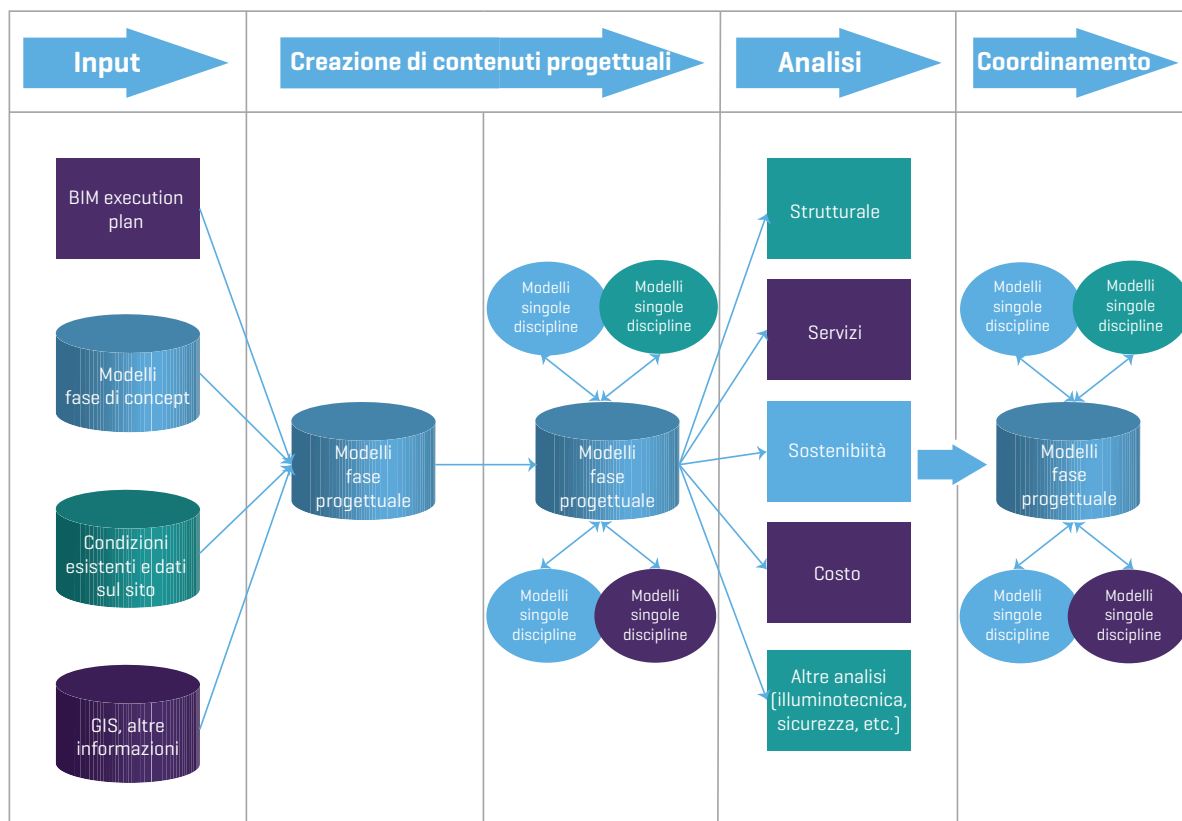 Input
Creazione di contenuti progettuali
Analisi
Coordinamento
BIM execution
plan
Modelli
fase di concept
Condizioni
esistenti e dati
sul sito
GIS, altre
informazioni
Modelli
fase
progettuale
Modelli
singole
discipline
Modelli
singole
discipline
Modelli
fase
progettuale
Modelli
singole
discipline
Modelli
singole
discipline
Strutturale
Servizi
Sostenibiità
Costo
Altre analisi
(illuminotecnica,
sicurezza, etc.)
Modelli
singole
discipline
Modelli
singole
discipline
Modelli
fase
progettuale
Modelli
singole
discipline
Modelli
singole
discipline